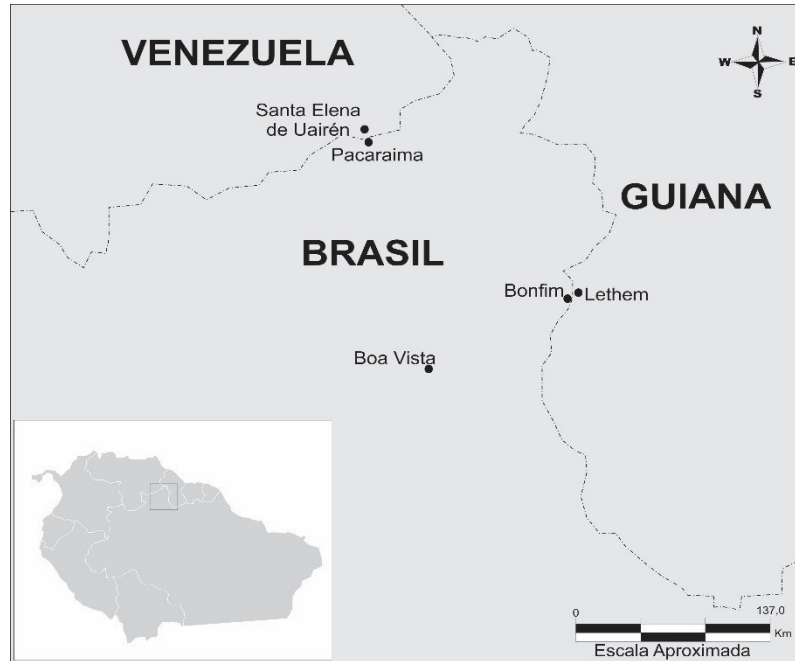 VENEZUELA
N
W
E
S
Santa Elena
de Uairén
Pacaraima
GUIANA
BRASIL
Bonfim
Lethem
Boa Vista
0
137,0
Km
Escala Aproximada